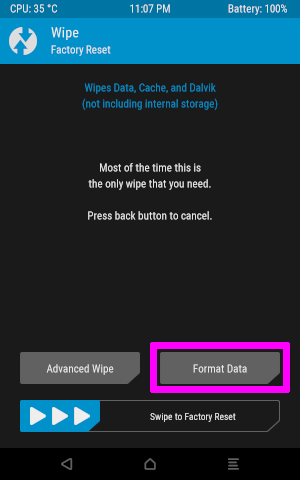 CPU: 35 °C 11:07 PM Battery: 100%
Wipe
Factory Reset
Wipes Data, Cache, and Dalvik
(not including internal storage)
Most of the time this is
the only wipe that you need.
Press back button to cancel.
Advanced Wipe Format Data
Swipe to Factory Reset